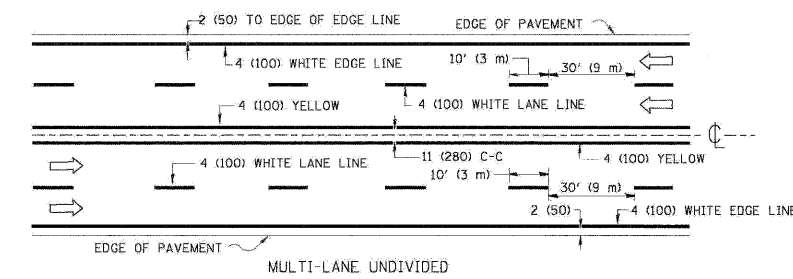 2 (50) TO EDGE OF EDGE LINE
EDGE OF PAVEMENT
4 (100) WHITE EDGE LINE
10' (3 m)
30' (9 m)
4 (100) YELLOW
4 (100) WHITE LANE LINE
℄
4 (100) WHITE LANE LINE
11 (280) C-C
4 (100) YELLOW
10' (3 m)
30' (9 m)
2 (50)
4 (100) WHITE EDGE LINE
EDGE OF PAVEMENT
MULTI-LANE UNDIVIDED